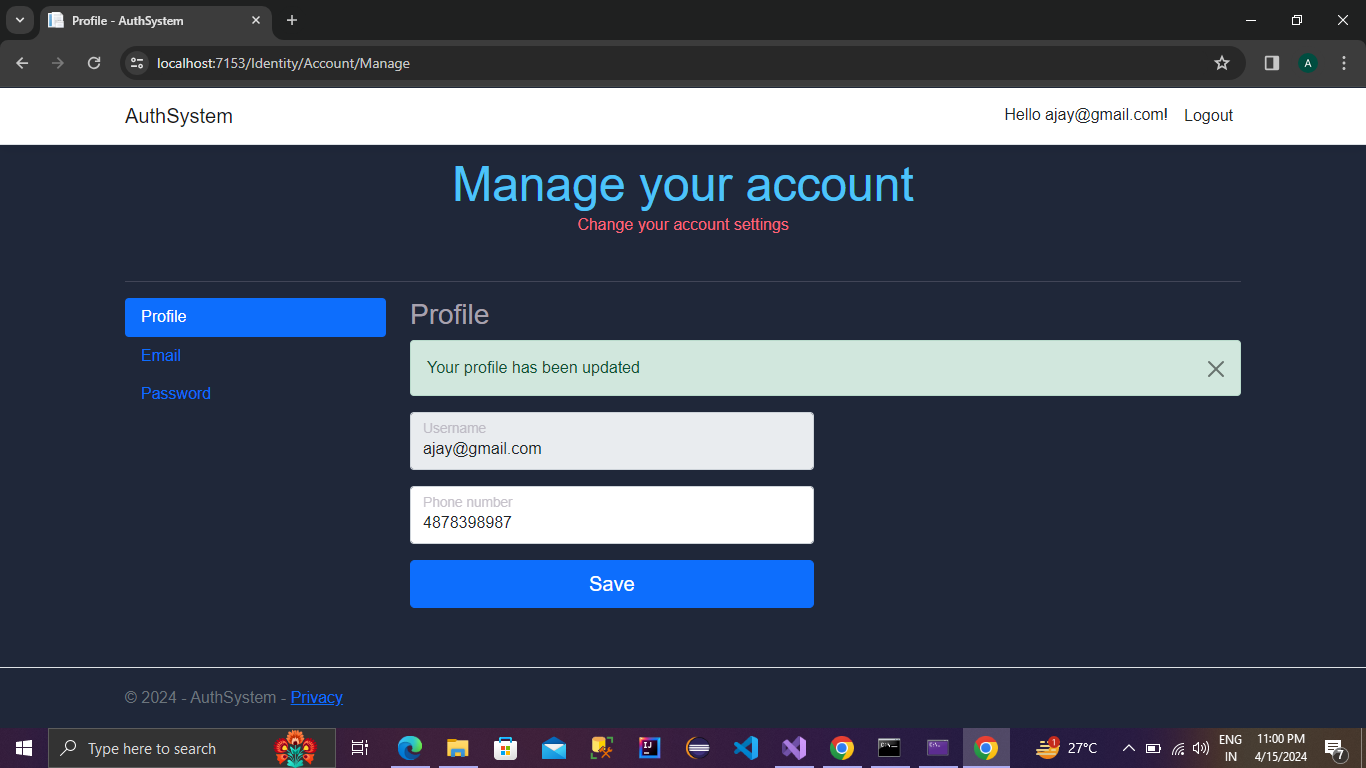 Profile - AuthSystem
localhost:7153/Identity/Account/Manage
A
AuthSystem
Hello ajay@gmail.com!
Logout
Manage your account
Change your account settings
Profile
Email
Password
Profile
Your profile has been updated
Username
ajay@gmail.com
Phone number
4878398987
Save
© 2024 - AuthSystem - Privacy
Type here to search
IJ
C:\.
1
27°C
ENG
IN
11:00 PM
4/15/2024
7